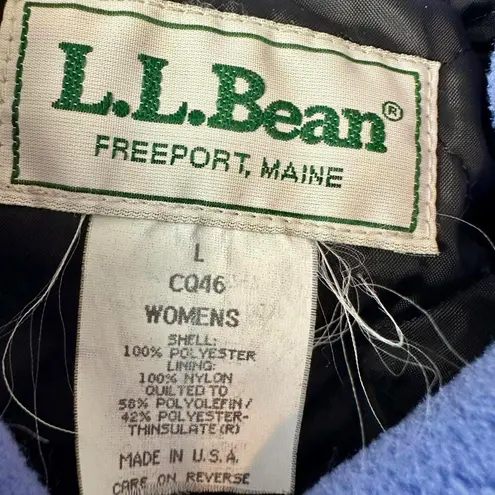 L.L.Bean®
FREEPORT, MAINE
L
CQ46
WOMENS
SHELL:
100% POLYESTER
LINING:
100% NYLON
QUILTED TO
58% POLYOLEFIN/
42% POLYESTER-
THINSULATE(R)
MADE IN U.S.A.
CARE ON REVERSE